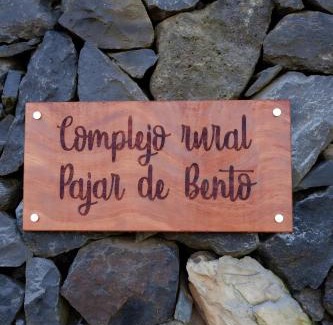 Complejo rural
Pajar de Bento